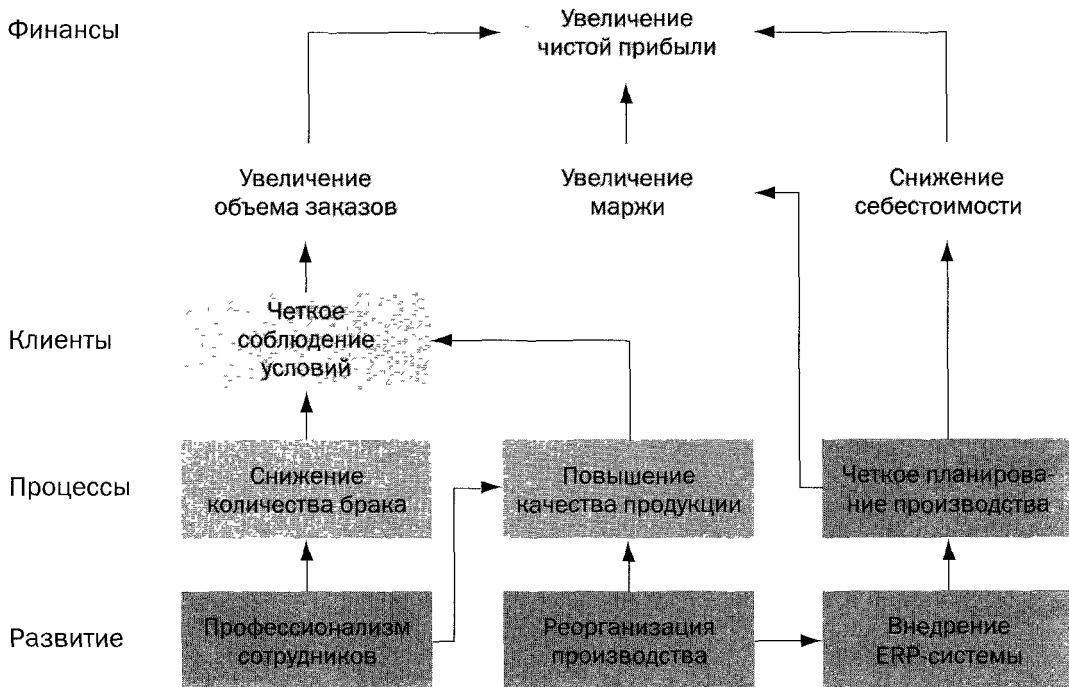 Финансы
Увеличение
чистой прибыли
Увеличение
объема заказов
Увеличение
маржи
Снижение
себестоимости
Клиенты
Четкое
соблюдение
условий
Процессы
Снижение
количества брака
Повышение
качества продукции
Четкое планирова-
ние производства
Развитие
Профессионализм
сотрудников
Реорганизация
производства
Внедрение
ERP-системы